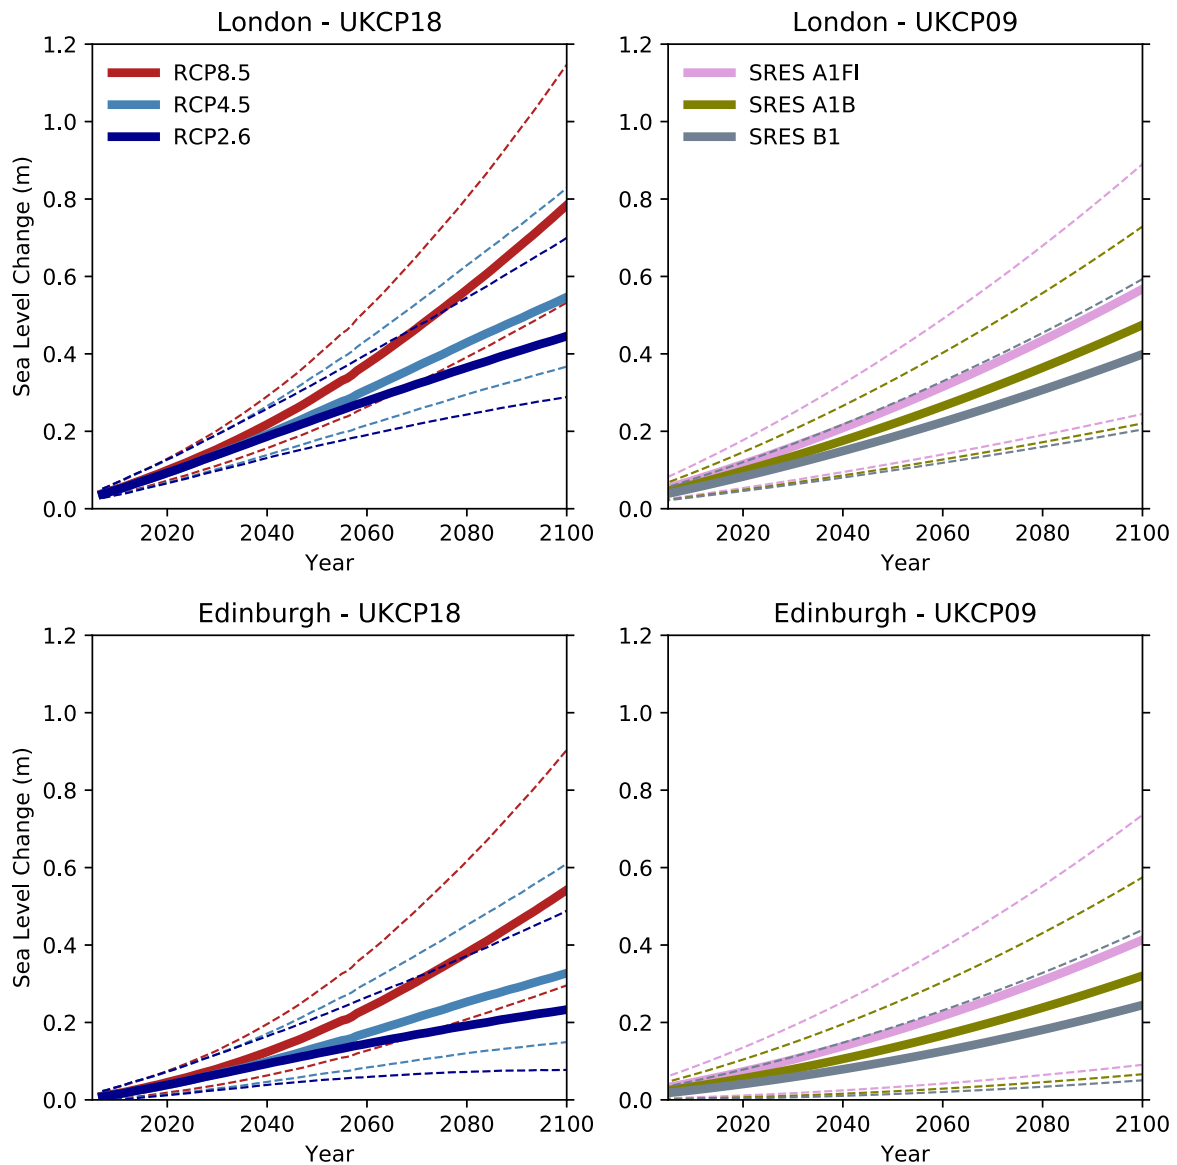 London - UKCP18
1.2
1.0
0.8
0.6
0.4
0.2
0.0
Sea Level Change (m)
RCP8.5
RCP4.5
RCP2.6
2020 2040 2060 2080 2100
Year
London - UKCP09
1.2
1.0
0.8
0.6
0.4
0.2
0.0
SRES A1FI
SRES A1B
SRES B1
2020 2040 2060 2080 2100
Year
Edinburgh - UKCP18
1.2
1.0
0.8
0.6
0.4
0.2
0.0
Sea Level Change (m)
2020 2040 2060 2080 2100
Year
Edinburgh - UKCP09
1.2
1.0
0.8
0.6
0.4
0.2
0.0
2020 2040 2060 2080 2100
Year